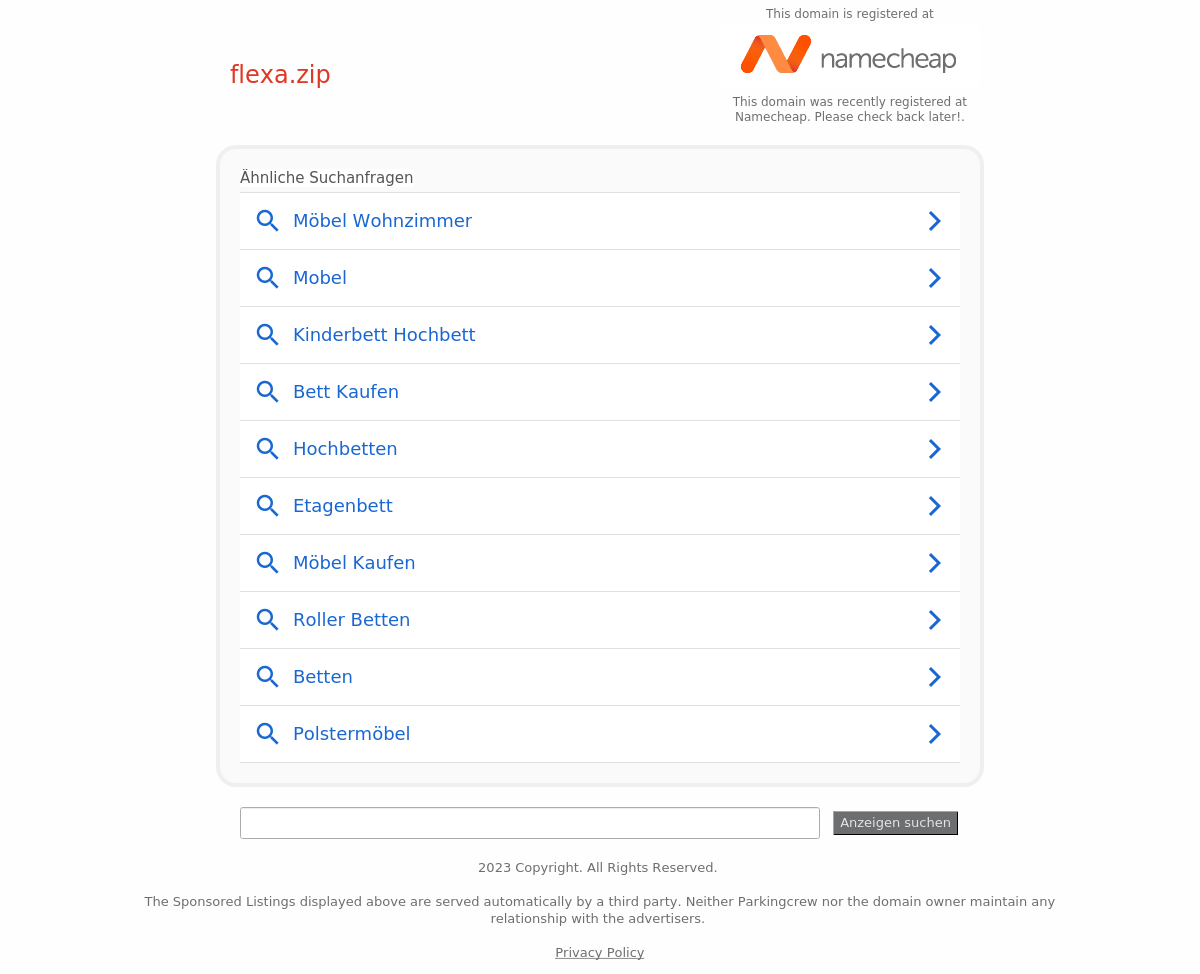 This domain is registered at
namecheap
flexa.zip
This domain was recently registered at
Namecheap. Please check back later!.
Ähnliche Suchanfragen
Möbel Wohnzimmer
Mobel
Kinderbett Hochbett
Bett Kaufen
Hochbetten
Etagenbett
Möbel Kaufen
Roller Betten
Betten
Polstermöbel
Anzeigen suchen
2023 Copyright. All Rights Reserved.
The Sponsored Listings displayed above are served automatically by a third party. Neither Parkingcrew nor the domain owner maintain any
relationship with the advertisers.
Privacy Policy